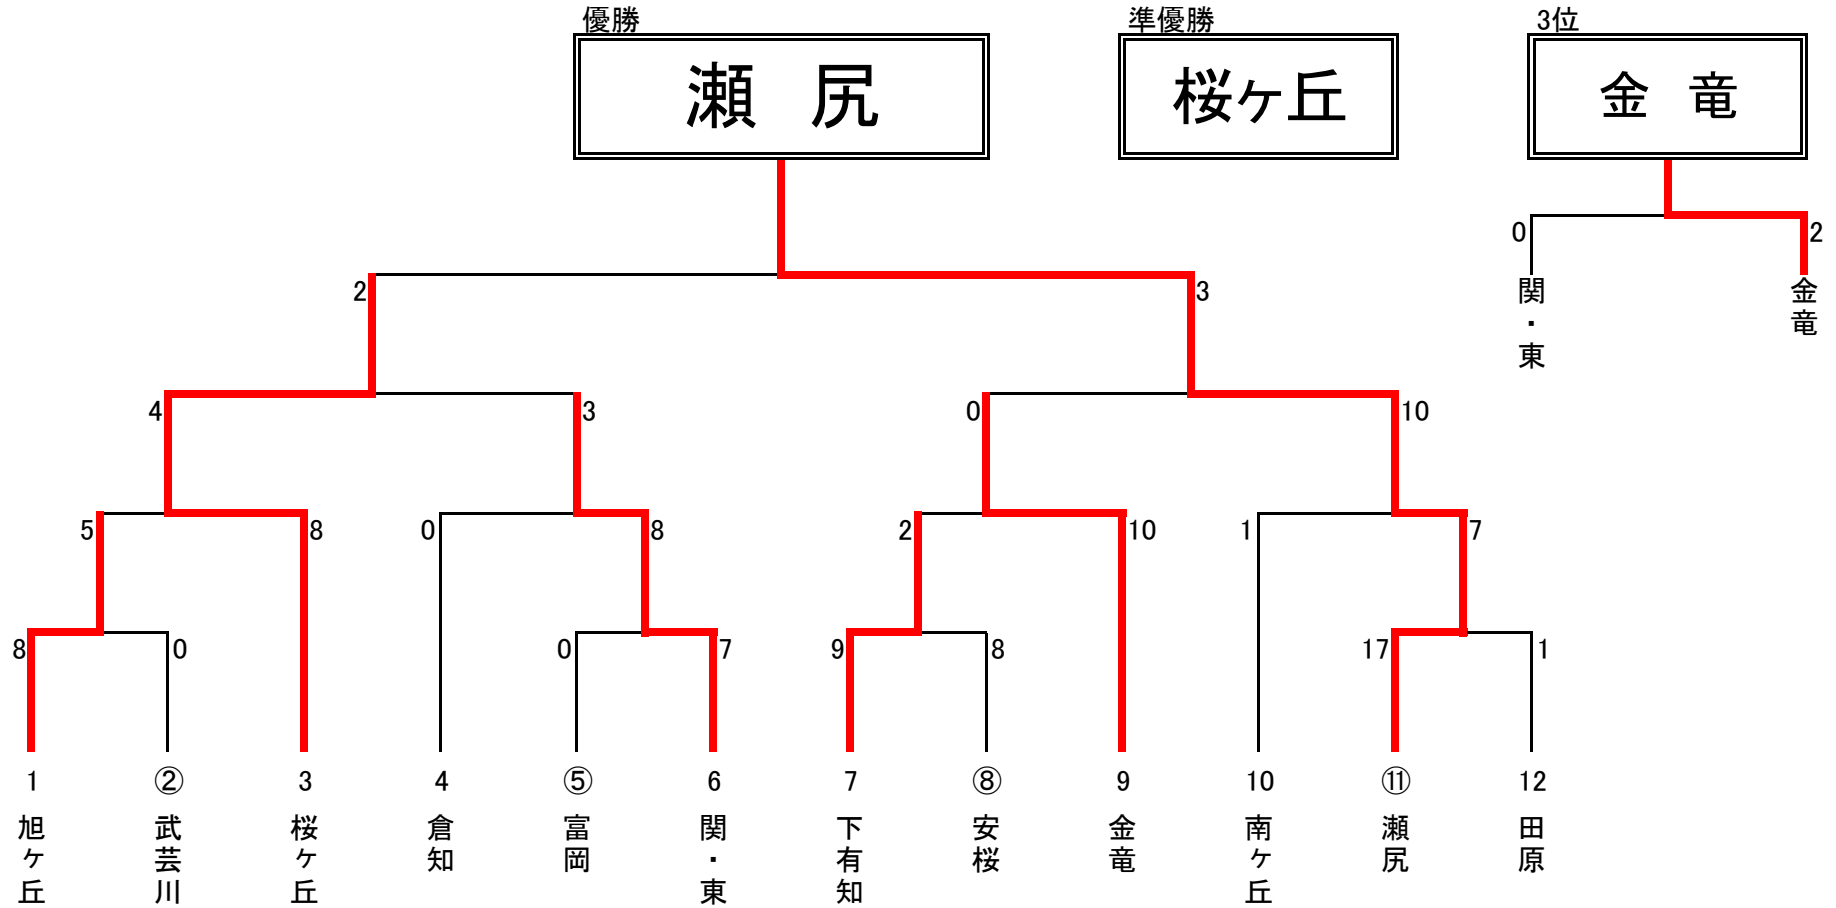 優勝
準優勝
3位
瀬 尻
桜ヶ丘
金 竜
0
2
関・東
金竜
2
3
4
3
0
10
5
8
0
8
2
10
1
7
8
0
0
7
9
8
17
1
1
②
3
4
⑤
6
7
⑧
9
10
⑪
12
旭ヶ丘
武芸川
桜ヶ丘
倉知
富岡
関・東
下有知
安桜
金竜
南ヶ丘
瀬尻
田原